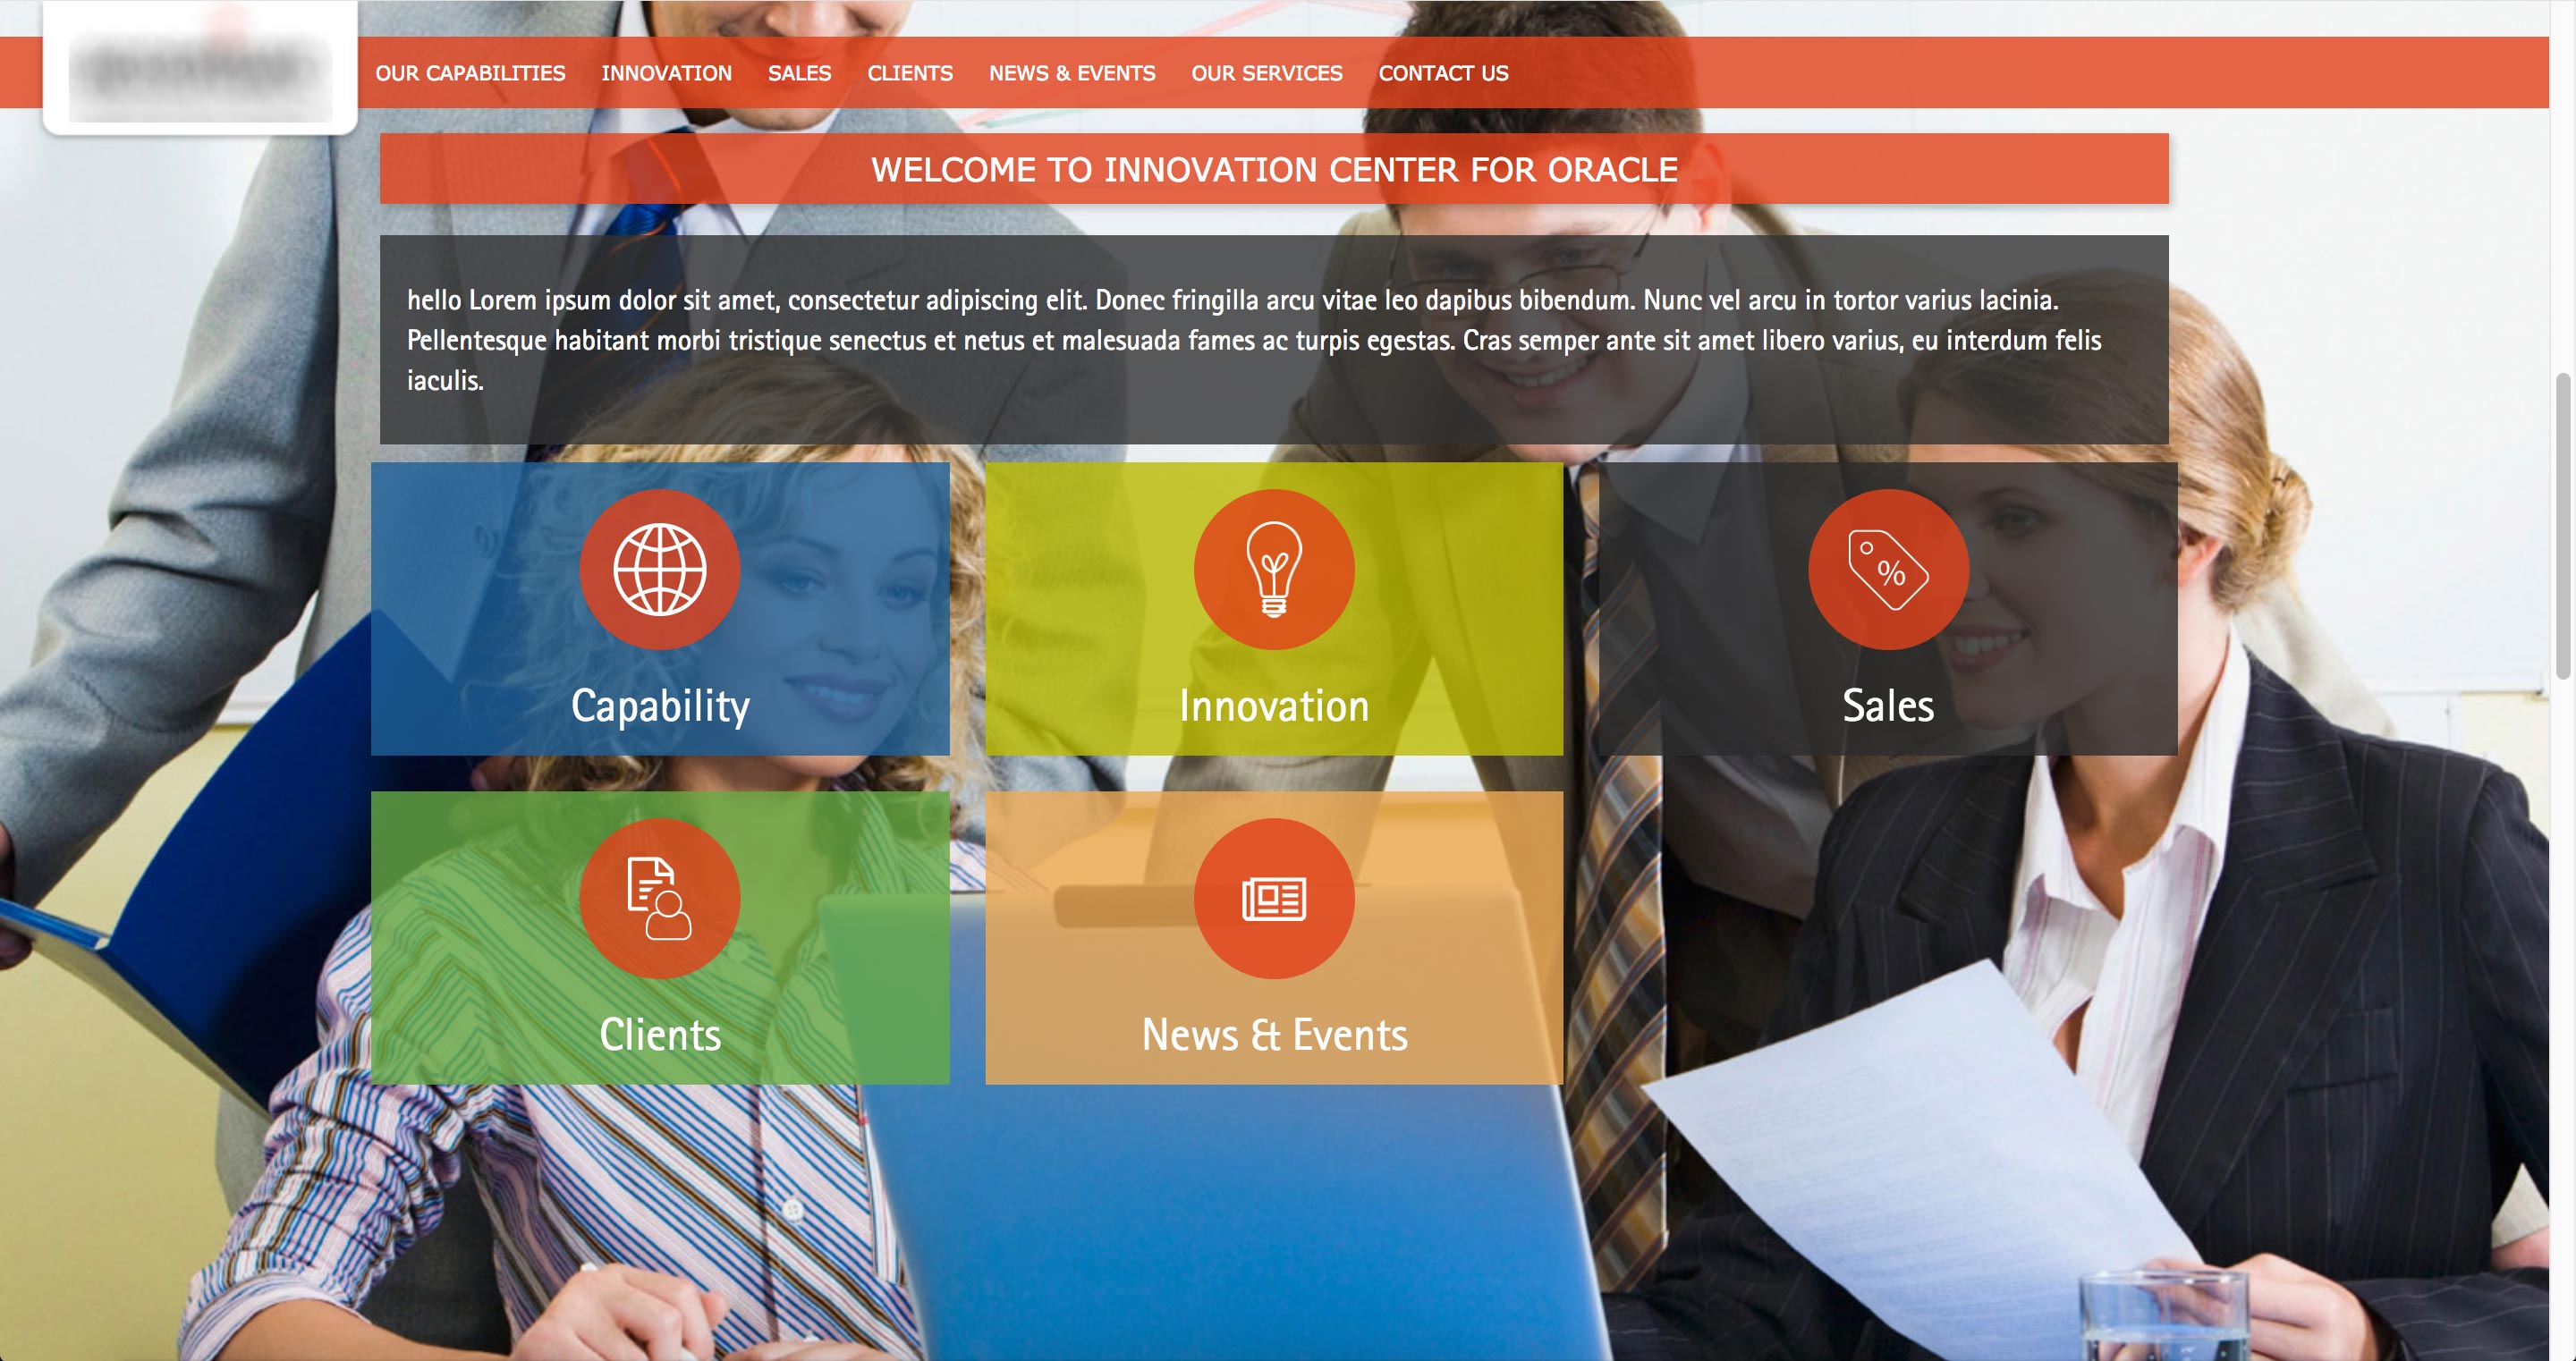 OUR CAPABILITIES INNOVATION SALES CLIENTS NEWS & EVENTS OUR SERVICES CONTACT US
WELCOME TO INNOVATION CENTER FOR ORACLE
hello Lorem ipsum dolor sit amet, consectetur adipiscing elit. Donec fringilla arcu vitae leo dapibus bibendum. Nunc vel arcu in tortor varius lacinia.
Pellentesque habitant morbi tristique senectus et netus et malesuada fames ac turpis egestas. Cras semper ante sit amet libero varius, eu interdum felis
iaculis.
%
Capability Innovation Sales
Clients News & Events